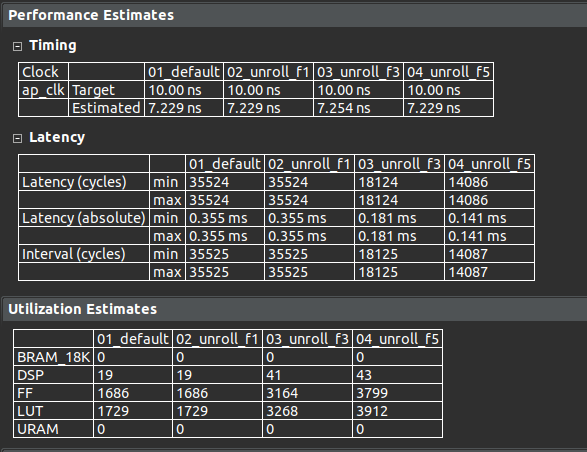 Performance Estimates
Timing
Clock 01_default 02_unroll_f1 03_unroll_f3 04_unroll_f5
ap_clk Target 10.00 ns 10.00 ns 10.00 ns 10.00 ns
Estimated 7.229 ns 7.229 ns 7.254 ns 7.229 ns
Latency
01_default 02_unroll_f1 03_unroll_f3 04_unroll_f5
Latency (cycles) min 35524 35524 18124 14086
max 35524 35524 18124 14086
Latency (absolute) min 0.355 ms 0.355 ms 0.181 ms 0.141 ms
max 0.355 ms 0.355 ms 0.181 ms 0.141 ms
Interval (cycles) min 35525 35525 18125 14087
max 35525 35525 18125 14087
Utilization Estimates
01_default 02_unroll_f1 03_unroll_f3 04_unroll_f5
BRAM_18K 0 0 0 0
DSP 19 19 41 43
FF 1686 1686 3164 3799
LUT 1729 1729 3268 3912
URAM 0 0 0 0